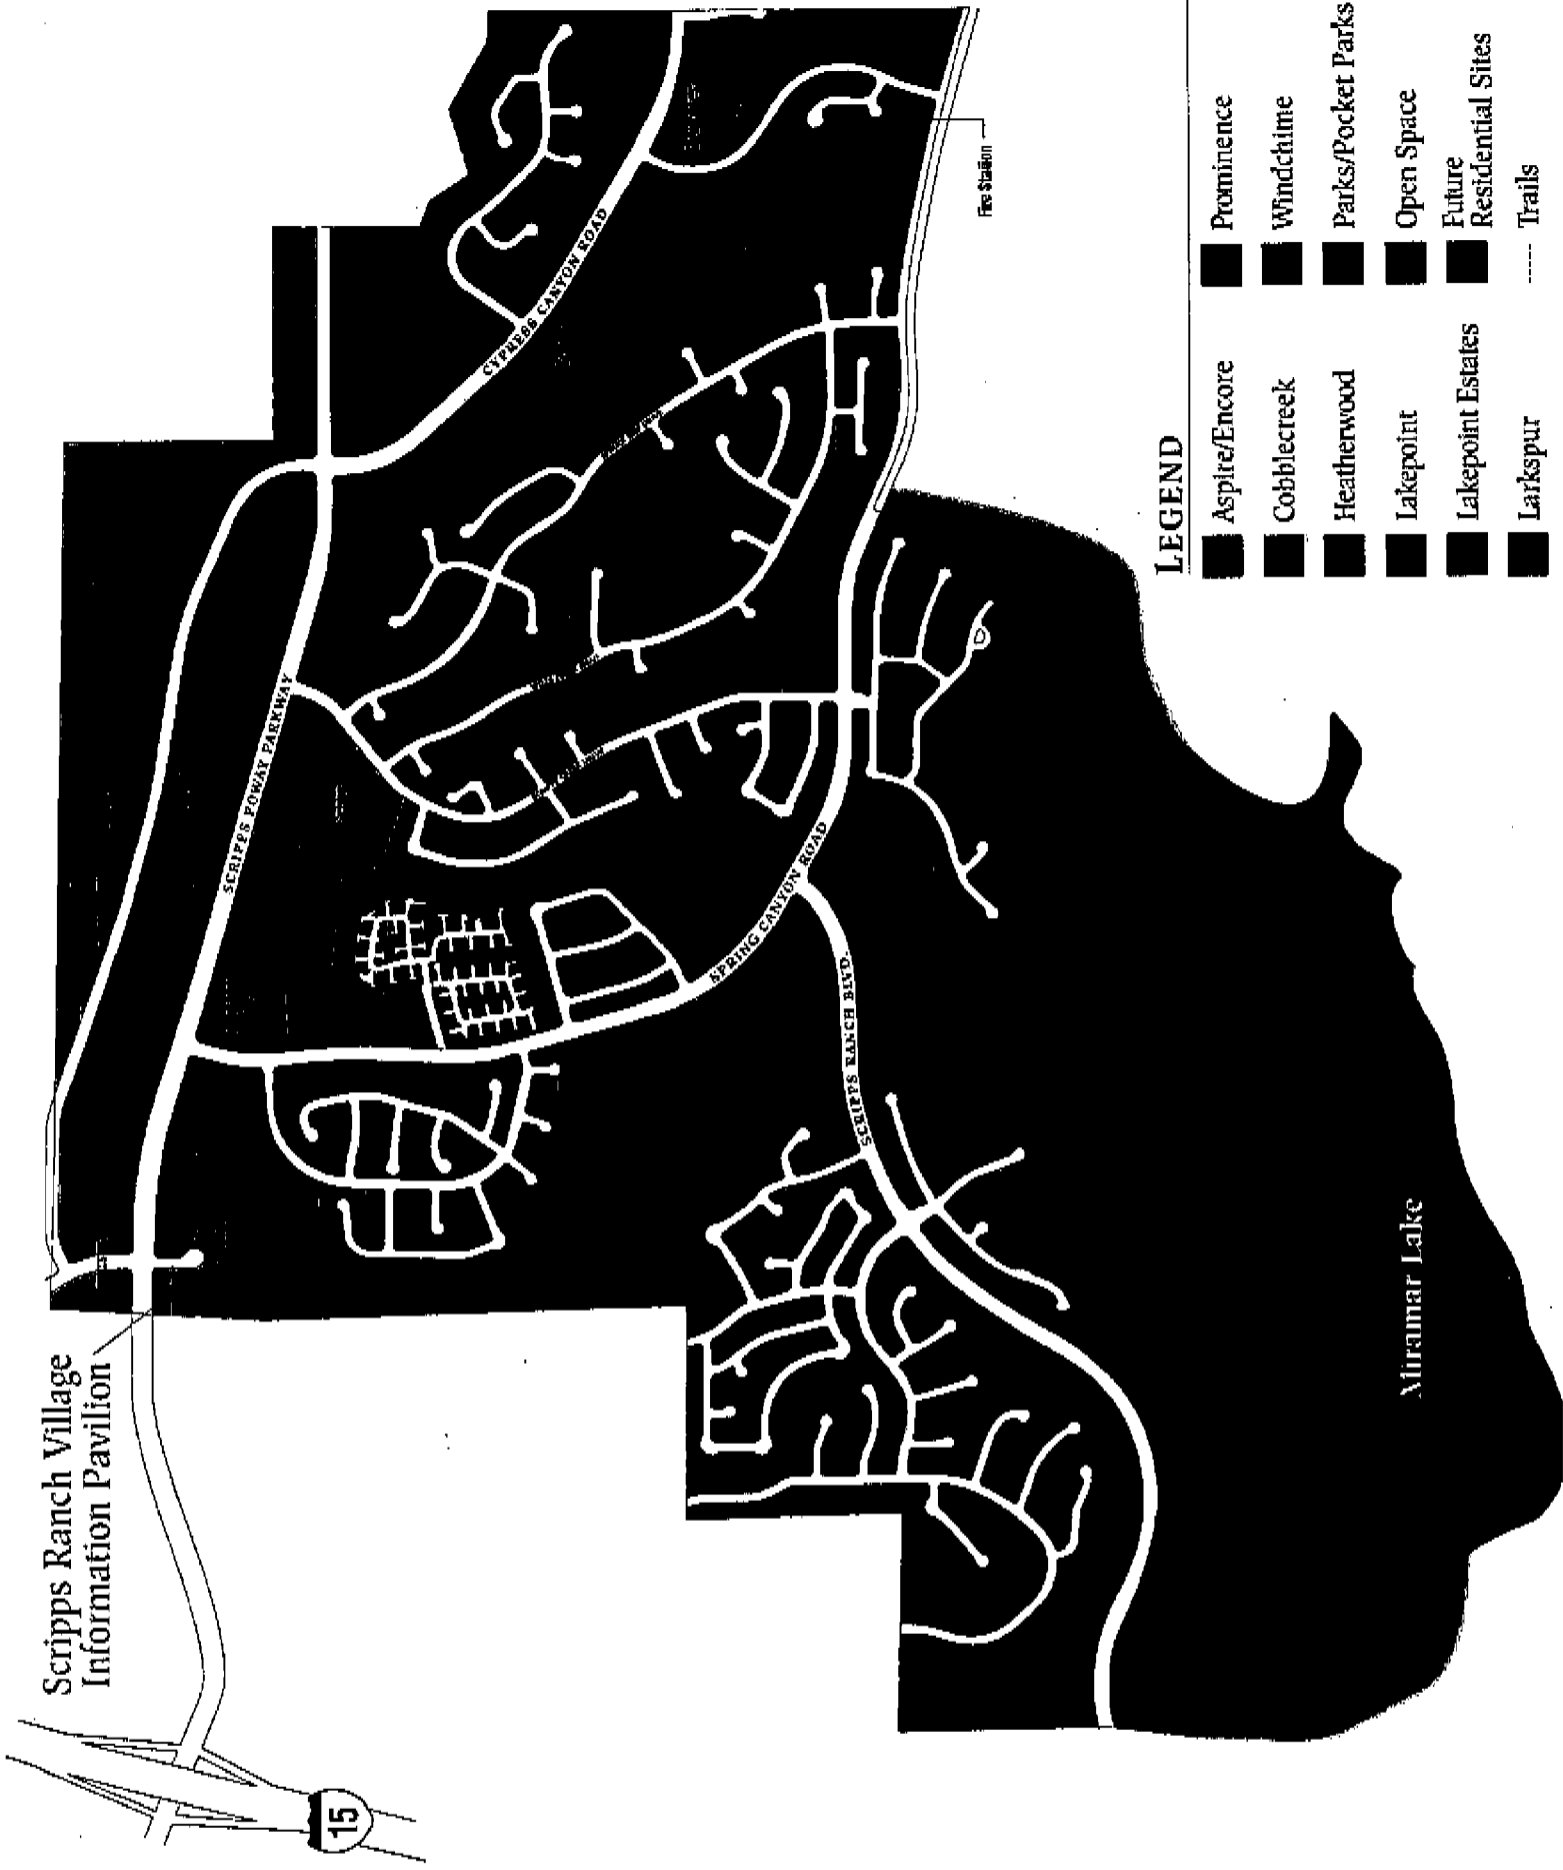 Scripps Ranch Village
Information Pavilion
15
SCRIPPS POWAY PARKWAY
CYPRESS CANYON ROAD
SPRING CANYON ROAD
SCRIPPS RANCH BLVD.
Fire Station
Miramar Lake
LEGEND
Aspire/Encore
Cobblecreek
Heatherwood
Lakepoint
Lakepoint Estates
Larkspur
Prominence
Windchime
Parks/Pocket Parks
Open Space
Future
Residential Sites
Trails